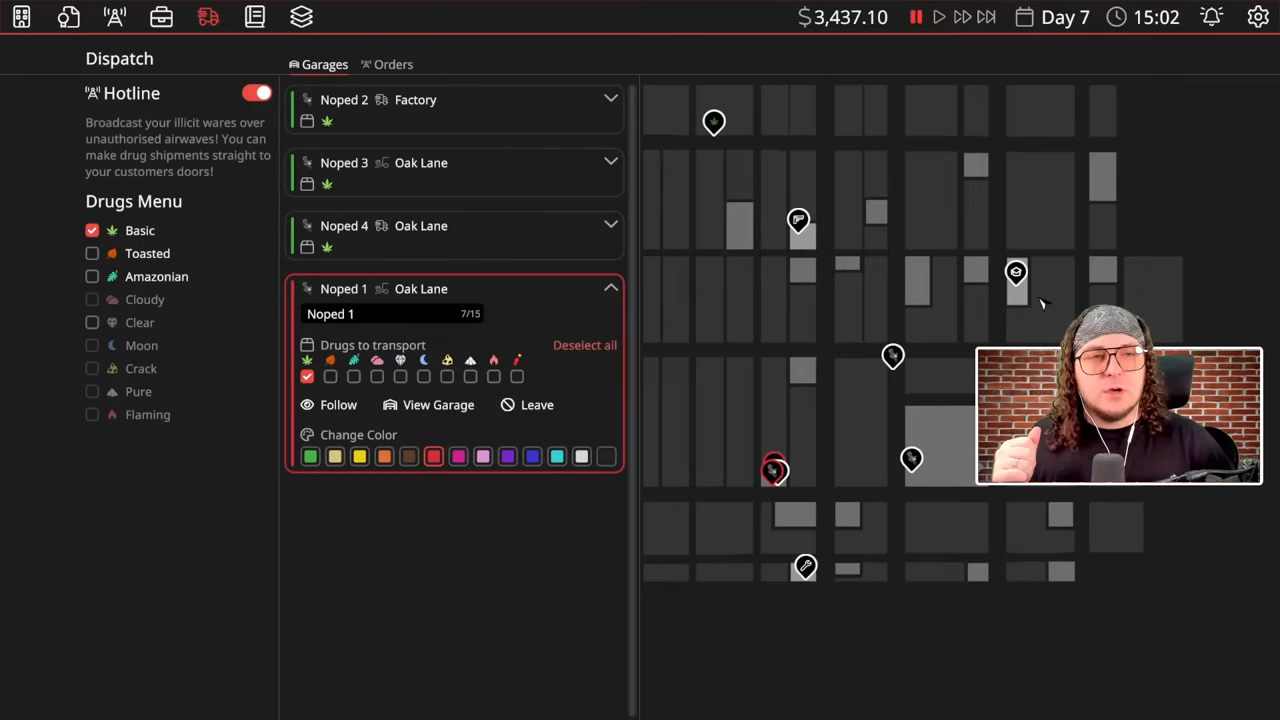 $ 3,437.10
Day 7
15:02
Dispatch
Garages
Orders
Hotline
Broadcast your illicit wares over
unauthorised airwaves! You can
make drug shipments straight to
your customers doors!
Drugs Menu
Basic
Toasted
Amazonian
Cloudy
Clear
Moon
Crack
Pure
Flaming
Noped 2 Factory
Noped 3 Oak Lane
Noped 4 Oak Lane
Noped 1 Oak Lane
Noped 1 7/15
Drugs to transport Deselect all
Follow View Garage Leave
Change Color